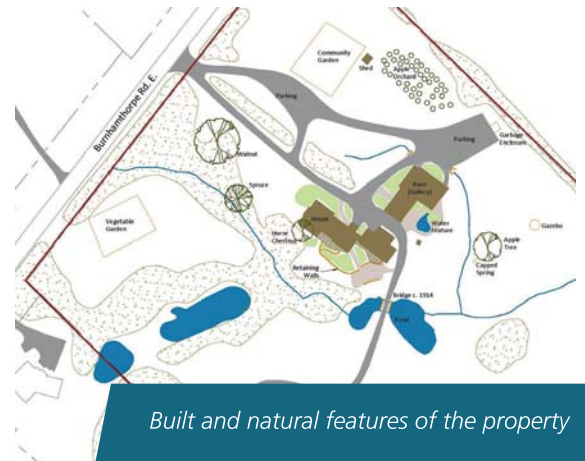 Community
Garden
Shed
Apple
Orchard
Burnhamthorpe Rd. E.
Parking
Parking
Garbage
Enclosure
Walnut
Spruce
Barn
(Gallery)
Vegetable
Garden
House
Horse
Chestnut
Water
Feature
Gazebo
Apple
Tree
Capped
Spring
Retaining
Walls
Bridge c. 1914
Pond
Built and natural features of the property